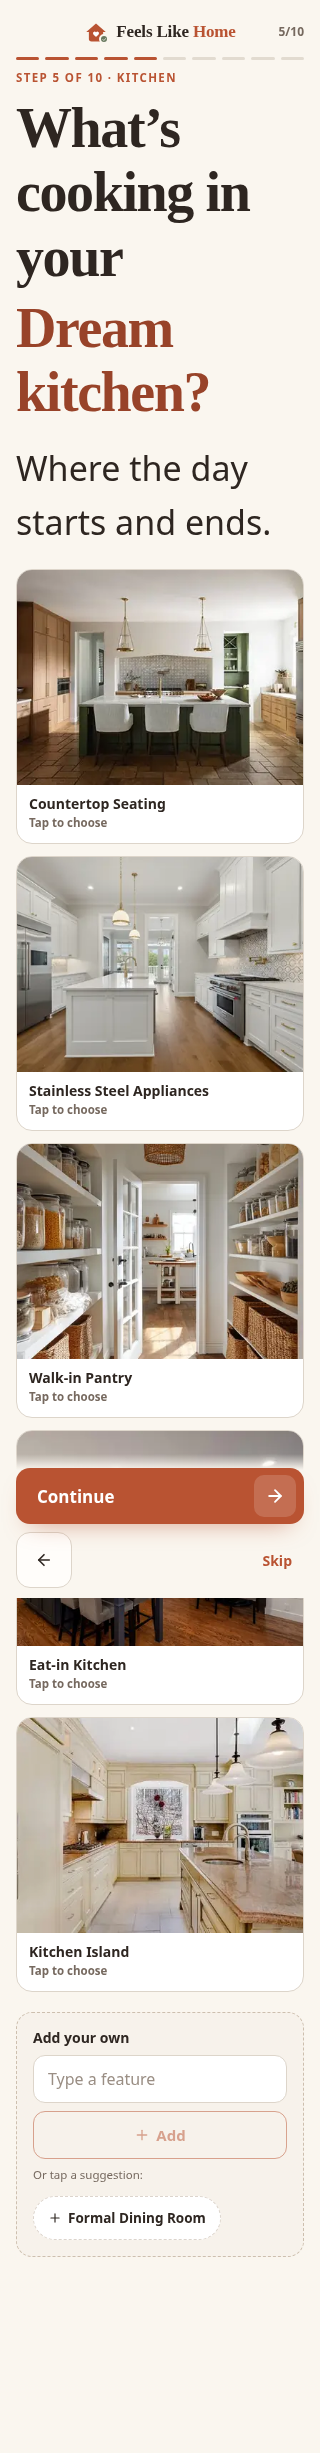 Feels Like Home
5/10
STEP 5 OF 10 · KITCHEN
What’s
cooking in
your
Dream
kitchen?
Where the day
starts and ends.
Countertop Seating
Tap to choose
Stainless Steel Appliances
Tap to choose
Walk-in Pantry
Tap to choose
Continue
Skip
Eat-in Kitchen
Tap to choose
Kitchen Island
Tap to choose
Add your own
Type a feature
+ Add
Or tap a suggestion:
+ Formal Dining Room